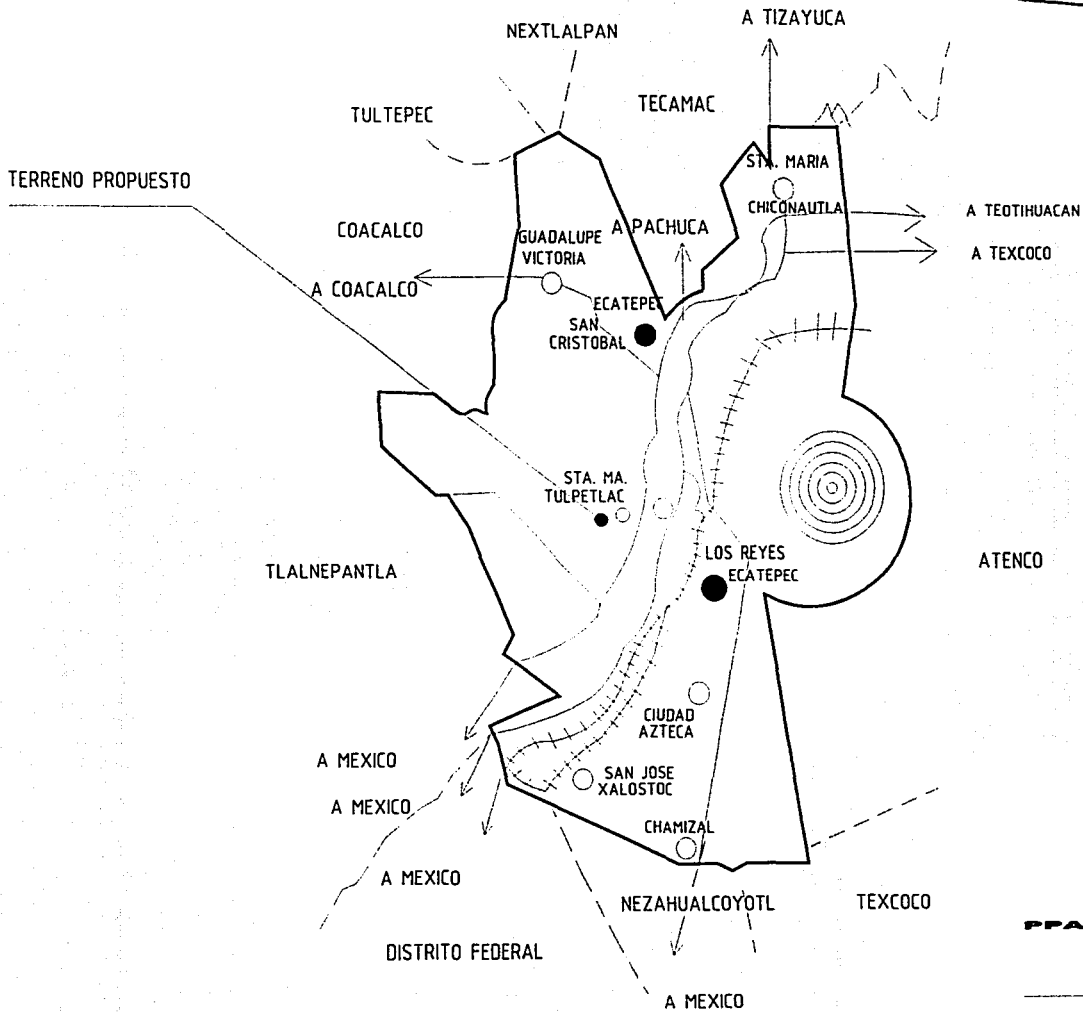 A TIZAYUCA
NEXTLALPAN
TECAMAC
TULTEPEC
STA. MARIA
TERRENO PROPUESTO
CHICONAUTLA
A TEOTIHUACAN
COACALCO
A PACHUCA
GUADALUPE
VICTORIA
A TEXCOCO
A COACALCO
ECATEPEC
SAN
CRISTOBAL
STA. MA.
TULPETLAC
LOS REYES
ECATEPEC
ATENCO
TLALNEPANTLA
CIUDAD
AZTECA
A MEXICO
SAN JOSE
XALOSTOC
A MEXICO
CHAMIZAL
A MEXICO
NEZAHUALCOYOTL
TEXCOCO
PPA
DISTRITO FEDERAL
A MEXICO